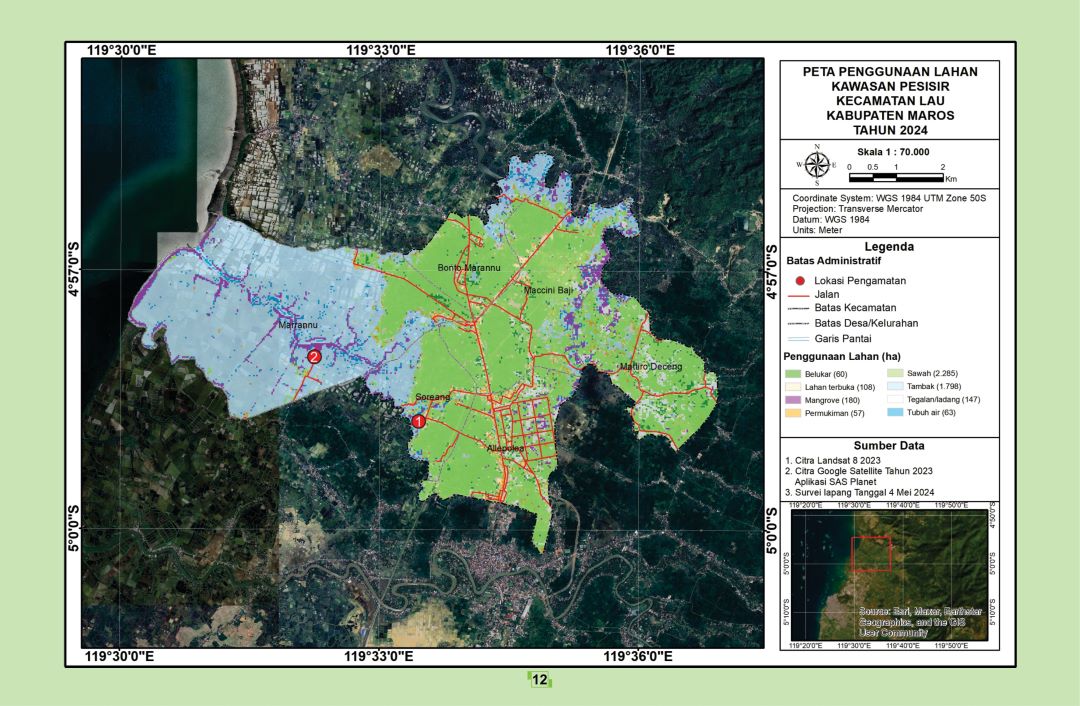 119°30'0"E 119°33'0"E 119°36'0"E
4°57'0"S
4°57'0"S
5°0'0"S
5°0'0"S
Bonto Marannu
Maccini Baji
Marannu
2
Mattiro Deceng
Soreang
1
Allepolea
119°30'0"E 119°33'0"E 119°36'0"E
PETA PENGGUNAAN LAHAN
KAWASAN PESISIR
KECAMATAN LAU
KABUPATEN MAROS
TAHUN 2024
N
W E
S
Skala 1 : 70.000
0 0.5 1 2
Km
Coordinate System: WGS 1984 UTM Zone 50S
Projection: Transverse Mercator
Datum: WGS 1984
Units: Meter
Legenda
Batas Administratif
Lokasi Pengamatan
Jalan
Batas Kecamatan
Batas Desa/Kelurahan
Garis Pantai
Penggunaan Lahan (ha)
Belukar (60) Sawah (2.285)
Lahan terbuka (108) Tambak (1.798)
Mangrove (180) Tegalan/ladang (147)
Permukiman (57) Tubuh air (63)
Sumber Data
1. Citra Landsat 8 2023
2. Citra Google Satellite Tahun 2023
Aplikasi SAS Planet
3. Survei lapang Tanggal 4 Mei 2024
119°20'0"E 119°30'0"E 119°40'0"E 119°50'0"E
4°50'0"S
5°0'0"S
5°0'0"S
5°10'0"S
5°10'0"S
Source: Esri, Maxar, Earthstar
Geographics, and the GIS
User Community
119°20'0"E 119°30'0"E 119°40'0"E 119°50'0"E
12